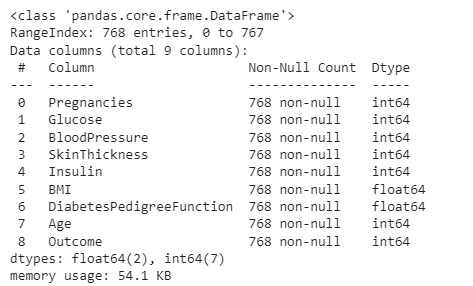 <class 'pandas.core.frame.DataFrame'>
RangeIndex: 768 entries, 0 to 767
Data columns (total 9 columns):
 #   Column                    Non-Null Count  Dtype
---  ------                    --------------  -----
 0   Pregnancies               768 non-null    int64
 1   Glucose                   768 non-null    int64
 2   BloodPressure             768 non-null    int64
 3   SkinThickness             768 non-null    int64
 4   Insulin                   768 non-null    int64
 5   BMI                       768 non-null    float64
 6   DiabetesPedigreeFunction  768 non-null    float64
 7   Age                       768 non-null    int64
 8   Outcome                   768 non-null    int64
dtypes: float64(2), int64(7)
memory usage: 54.1 KB